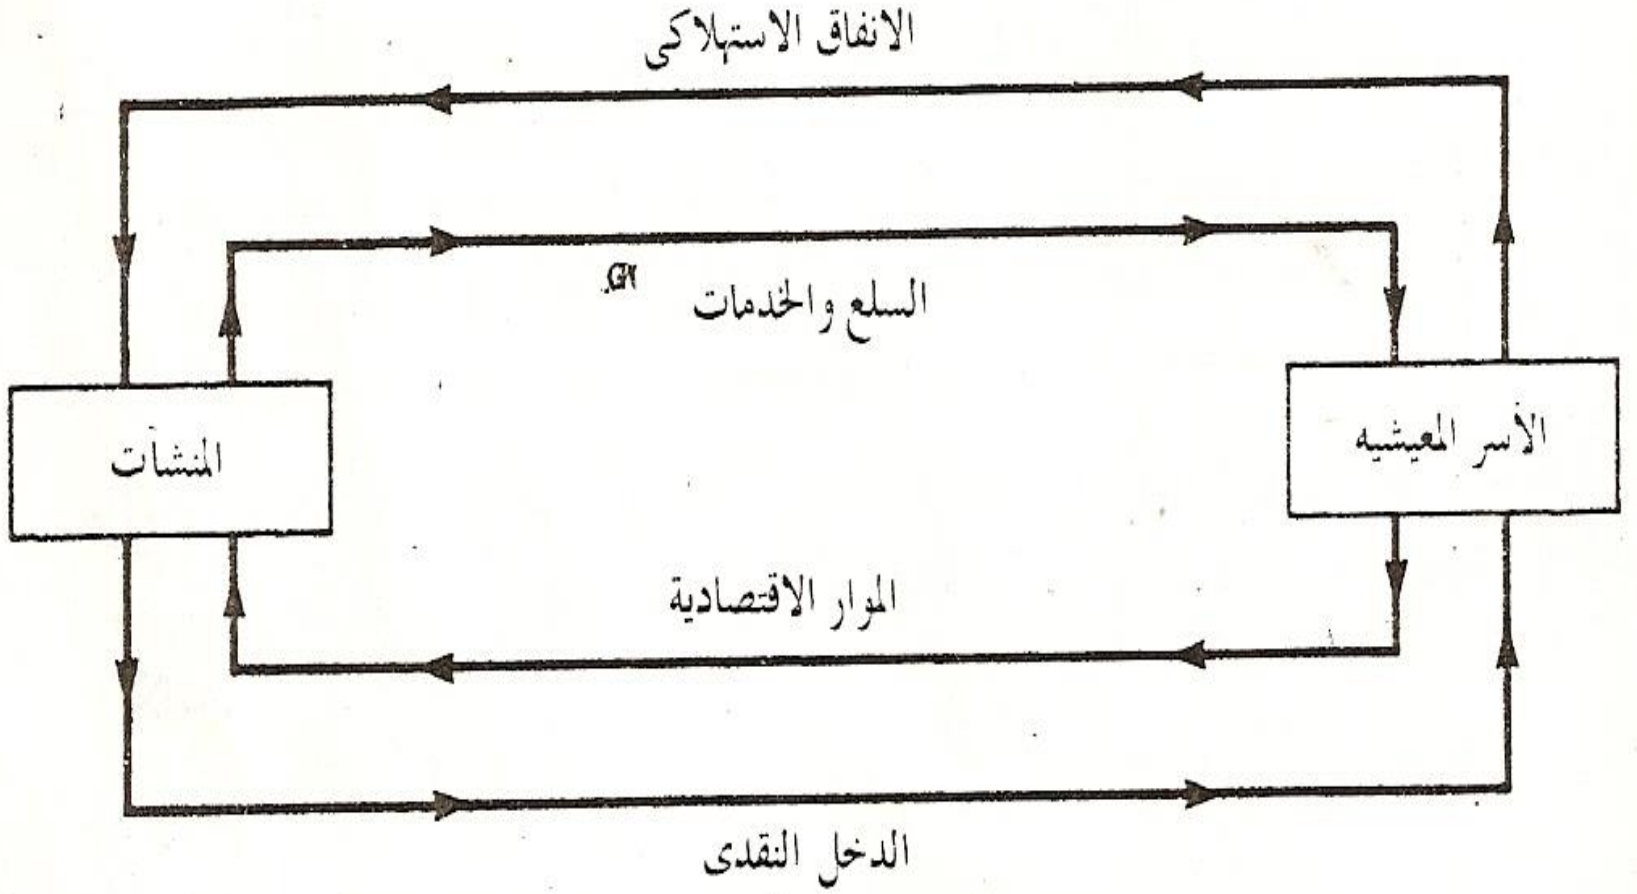 الانفاق الاستهلاكى
السلع والخدمات
الأسر المعيشيه
المنشآت
الموار الاقتصادية
الدخل النقدى